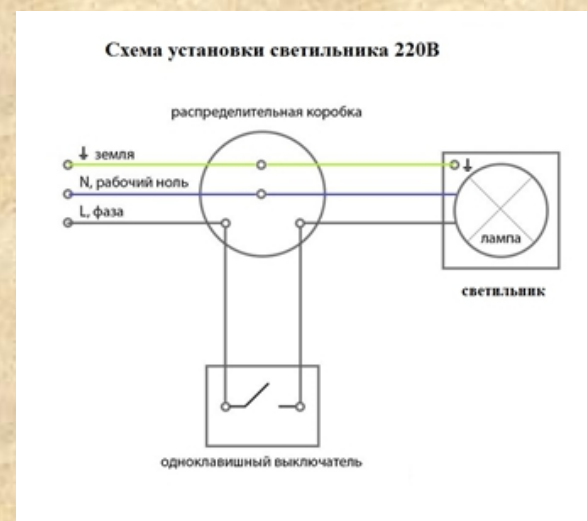 Схема установки светильника 220В
распределительная коробка
земля
N, рабочий ноль
L, фаза
лампа
светильник
одноклавишный выключатель